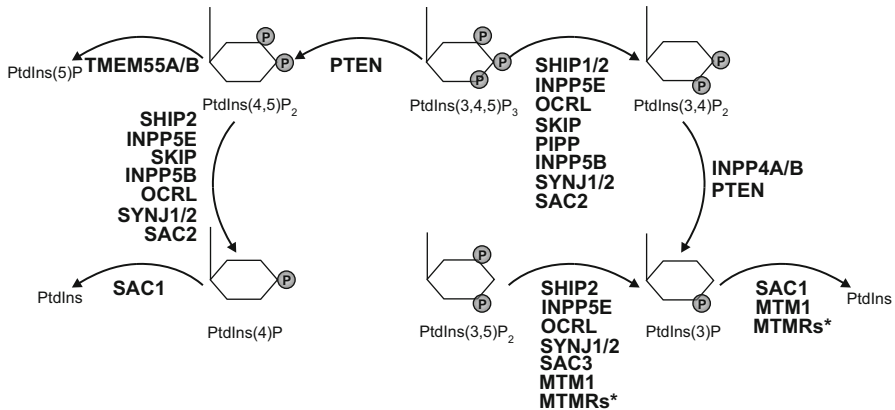 P
P
PtdIns(5)P
TMEM55A/B
PtdIns(4,5)P2
PTEN
P
P
P
PtdIns(3,4,5)P3
SHIP1/2
INPP5E
OCRL
SKIP
PIPP
INPP5B
SYNJ1/2
SAC2
P
P
PtdIns(3,4)P2
SHIP2
INPP5E
SKIP
INPP5B
OCRL
SYNJ1/2
SAC2
INPP4A/B
PTEN
PtdIns
SAC1
P
PtdIns(4)P
P
P
PtdIns(3,5)P2
SHIP2
INPP5E
OCRL
SYNJ1/2
SAC3
MTM1
MTMRs*
P
PtdIns(3)P
SAC1
MTM1
MTMRs*
PtdIns